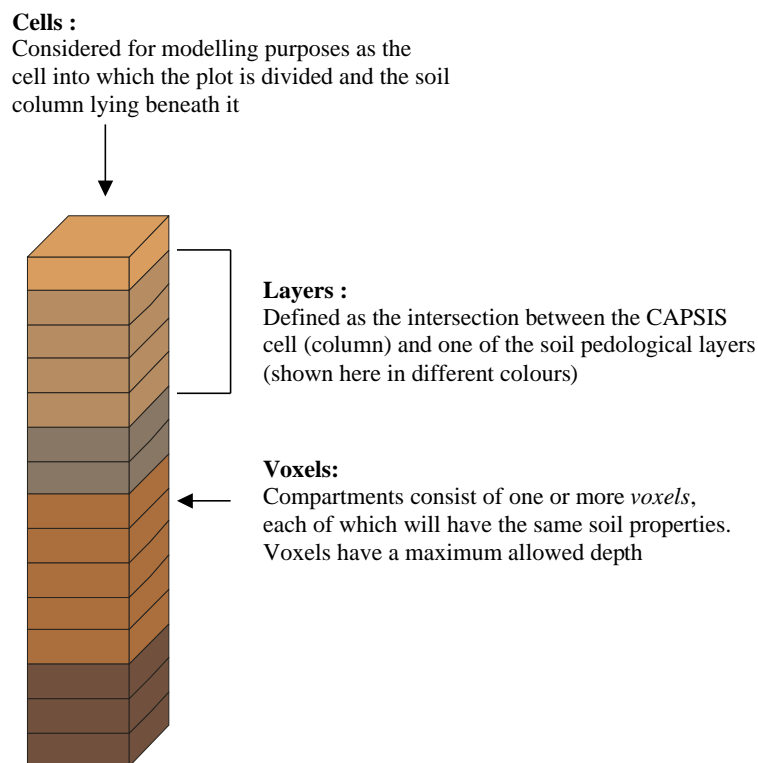 Cells :
Considered for modelling purposes as the
cell into which the plot is divided and the soil
column lying beneath it
Layers :
Defined as the intersection between the CAPSIS
cell (column) and one of the soil pedological layers
(shown here in different colours)
Voxels:
Compartments consist of one or more voxels,
each of which will have the same soil properties.
Voxels have a maximum allowed depth